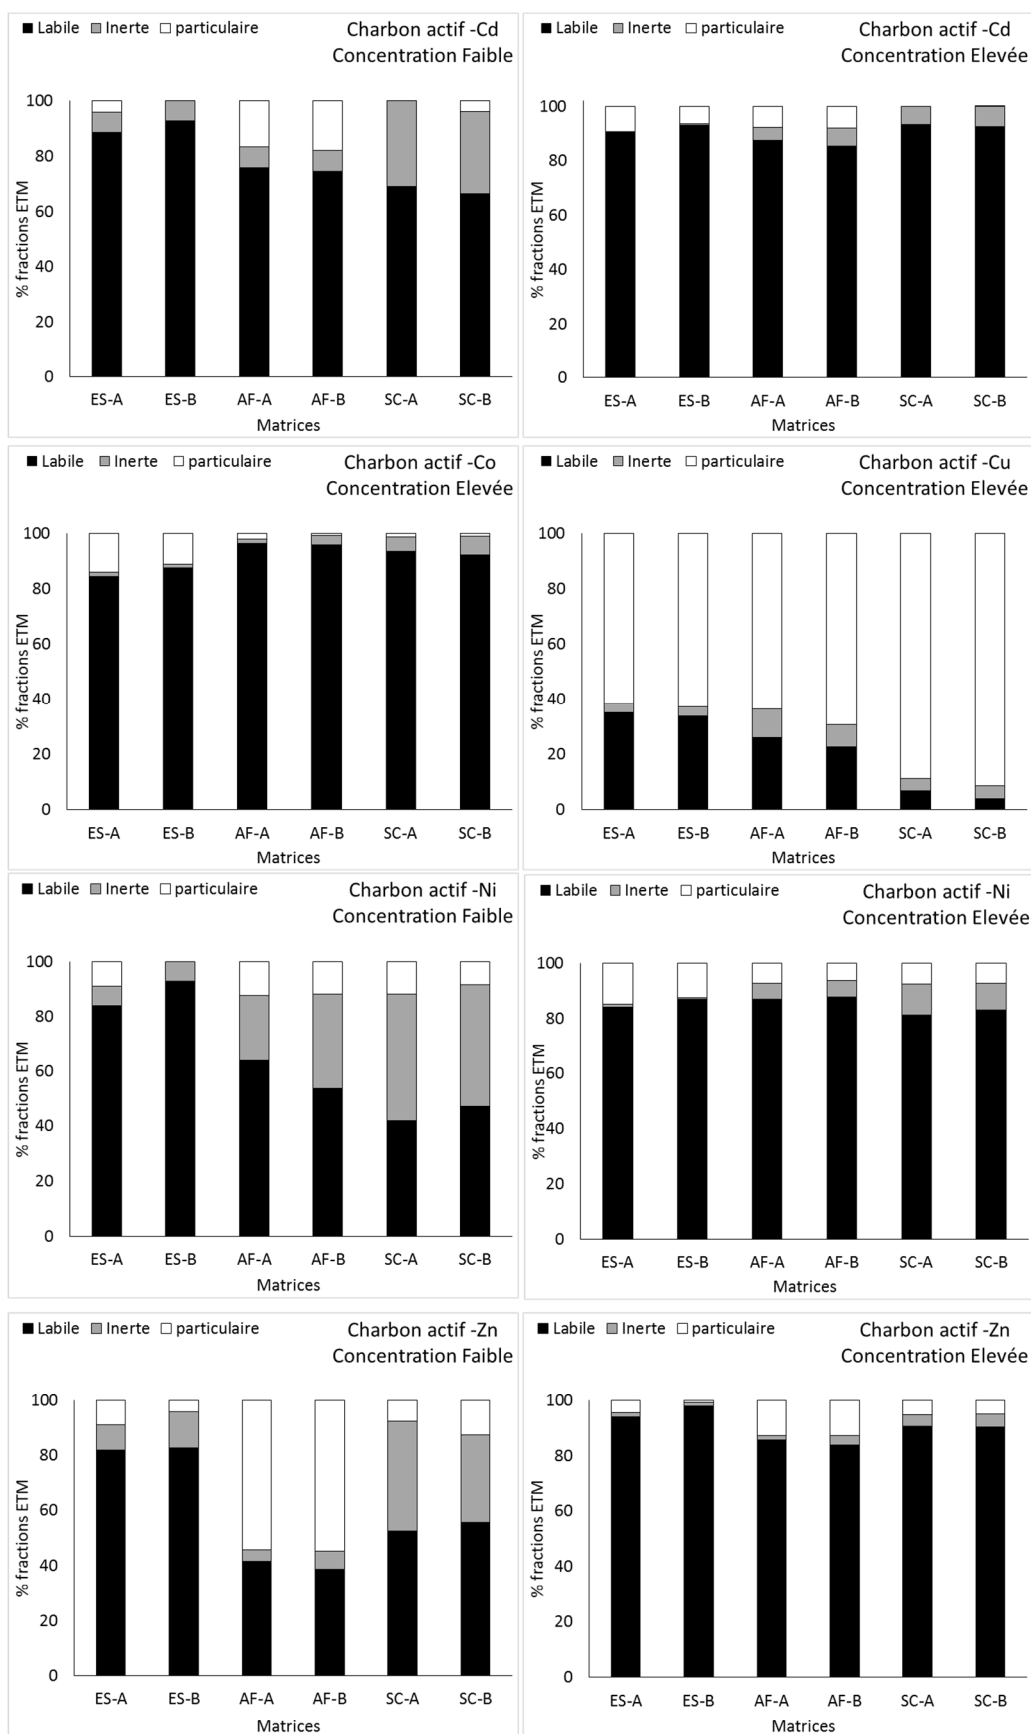 Labile Inerte particulaire
Charbon actif -Cd
Concentration Faible
% fractions ETM
100
80
60
40
20
0
ES-A ES-B AF-A AF-B SC-A SC-B
Matrices
Labile Inerte particulaire
Charbon actif -Cd
Concentration Elevée
% fractions ETM
100
80
60
40
20
0
ES-A ES-B AF-A AF-B SC-A SC-B
Matrices
Labile Inerte particulaire
Charbon actif -Co
Concentration Elevée
% fractions ETM
100
80
60
40
20
0
ES-A ES-B AF-A AF-B SC-A SC-B
Matrices
Labile Inerte particulaire
Charbon actif -Cu
Concentration Elevée
% fractions ETM
100
80
60
40
20
0
ES-A ES-B AF-A AF-B SC-A SC-B
Matrices
Labile Inerte particulaire
Charbon actif -Ni
Concentration Faible
% fractions ETM
100
80
60
40
20
0
ES-A ES-B AF-A AF-B SC-A SC-B
Matrices
Labile Inerte particulaire
Charbon actif -Ni
Concentration Elevée
% fractions ETM
100
80
60
40
20
0
ES-A ES-B AF-A AF-B SC-A SC-B
Matrices
Labile Inerte particulaire
Charbon actif -Zn
Concentration Faible
% fractions ETM
100
80
60
40
20
0
ES-A ES-B AF-A AF-B SC-A SC-B
Matrices
Labile Inerte particulaire
Charbon actif -Zn
Concentration Elevée
% fractions ETM
100
80
60
40
20
0
ES-A ES-B AF-A AF-B SC-A SC-B
Matrices